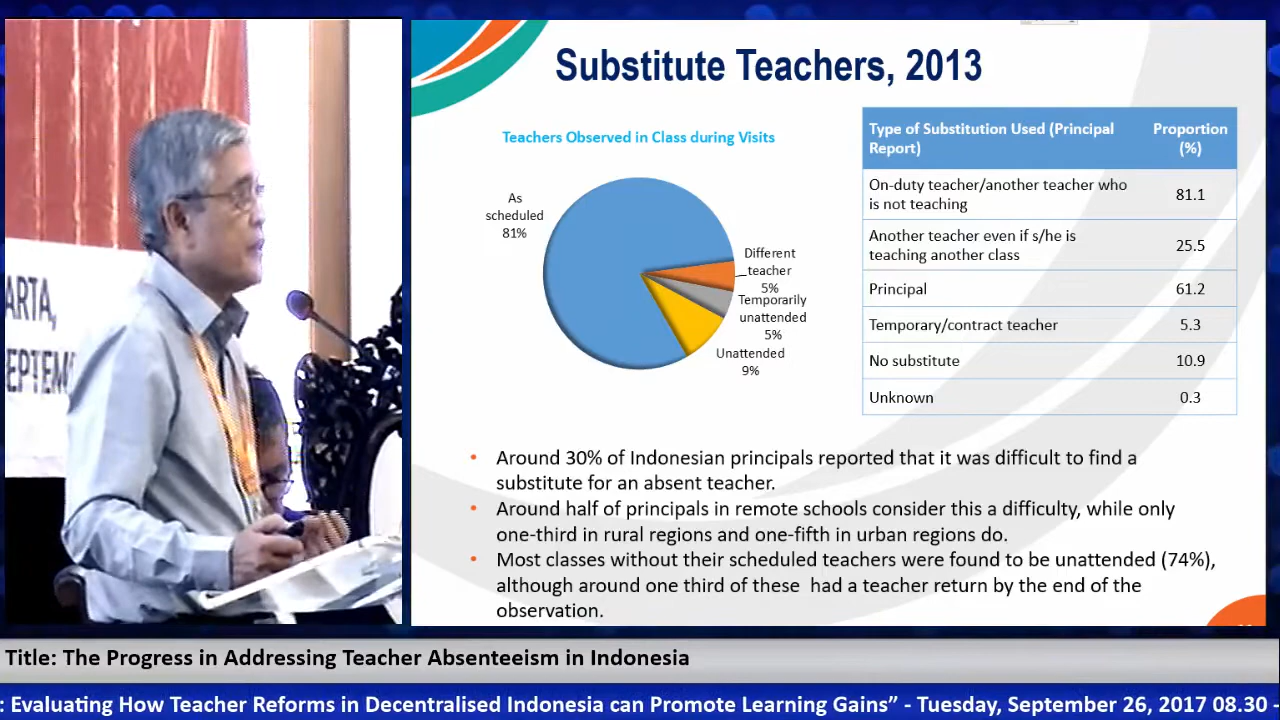 ARTA,
EPTEM
Substitute Teachers, 2013
Teachers Observed in Class during Visits
As
scheduled
81%
Different
teacher
5%
Temporarily
unattended
5%
Unattended
9%
Type of Substitution Used (Principal Report) Proportion (%)
On-duty teacher/another teacher who is not teaching 81.1
Another teacher even if s/he is teaching another class 25.5
Principal 61.2
Temporary/contract teacher 5.3
No substitute 10.9
Unknown 0.3
• Around 30% of Indonesian principals reported that it was difficult to find a
substitute for an absent teacher.
• Around half of principals in remote schools consider this a difficulty, while only
one-third in rural regions and one-fifth in urban regions do.
• Most classes without their scheduled teachers were found to be unattended (74%),
although around one third of these had a teacher return by the end of the
observation.
Title: The Progress in Addressing Teacher Absenteeism in Indonesia
: Evaluating How Teacher Reforms in Decentralised Indonesia can Promote Learning Gains” - Tuesday, September 26, 2017 08.30 -